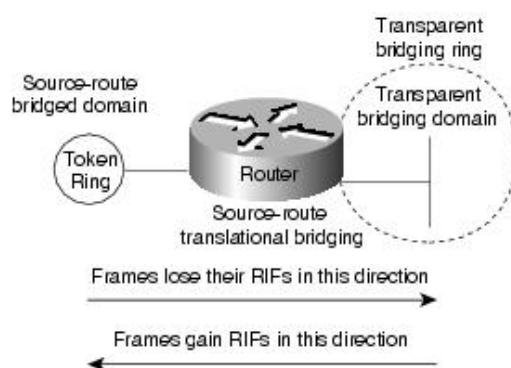 Transparent
bridging ring
Source-route
bridged domain
Transparent
bridging domain
Token
Ring
Router
Source-route
translational bridging
Frames lose their RIFs in this direction
Frames gain RIFs in this direction